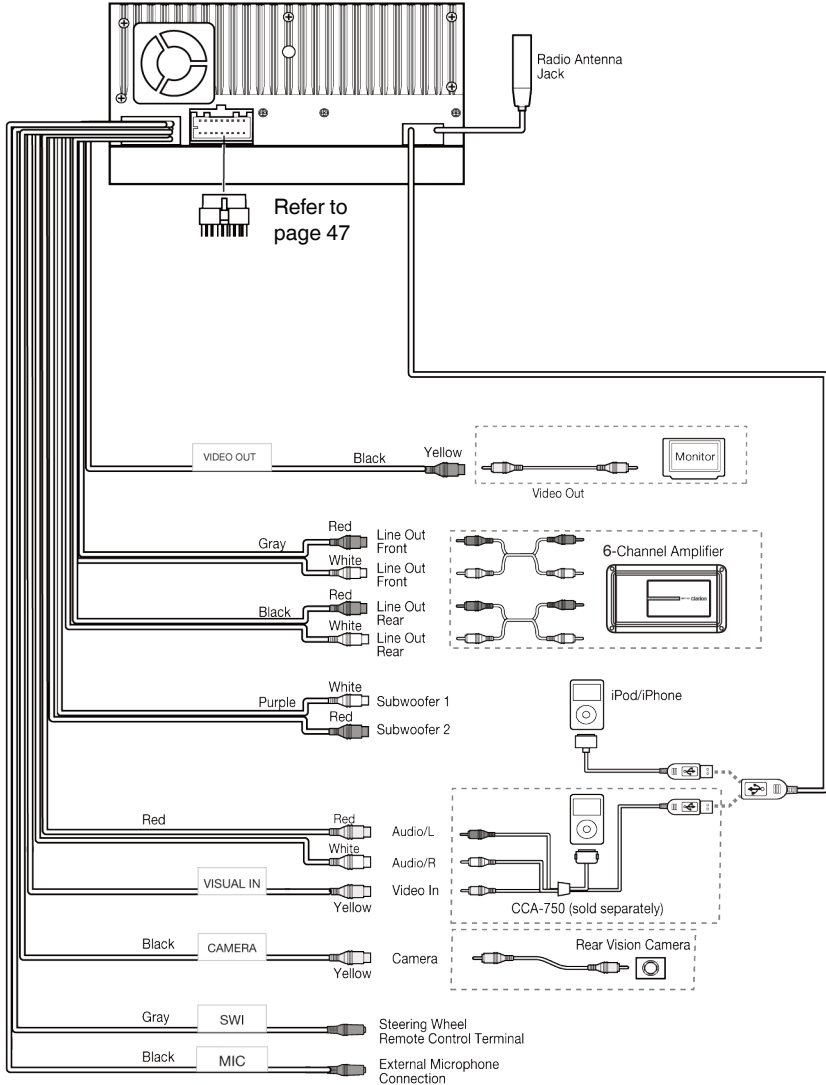 Radio Antenna
Jack
Refer to
page 47
VIDEO OUT
Black
Yellow
Monitor
Video Out
Gray
Red
Line Out
Front
White
Line Out
Front
6-Channel Amplifier
clarion
Black
Red
Line Out
Rear
White
Line Out
Rear
Purple
White
Subwoofer 1
Red
Subwoofer 2
iPod/iPhone
Red
Red
Audio/L
White
Audio/R
VISUAL IN
Yellow
Video In
CCA-750 (sold separately)
Black
CAMERA
Yellow
Camera
Rear Vision Camera
Gray
SWI
Steering Wheel
Remote Control Terminal
Black
MIC
External Microphone
Connection